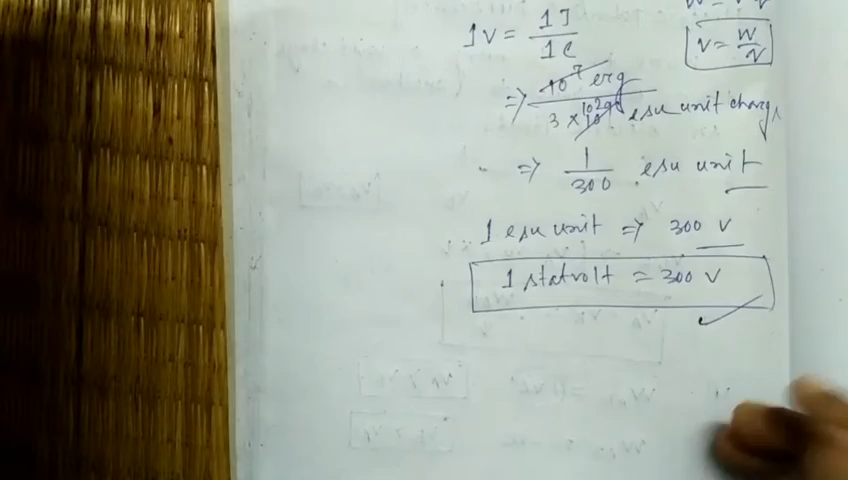 1V = 1J / 1C
V = W / V
=> 10^7 erg / 3 × 10^9 esu unit charge
=> 1 / 300 esu unit
1 esu unit => 300 V
1 statvolt = 300 V